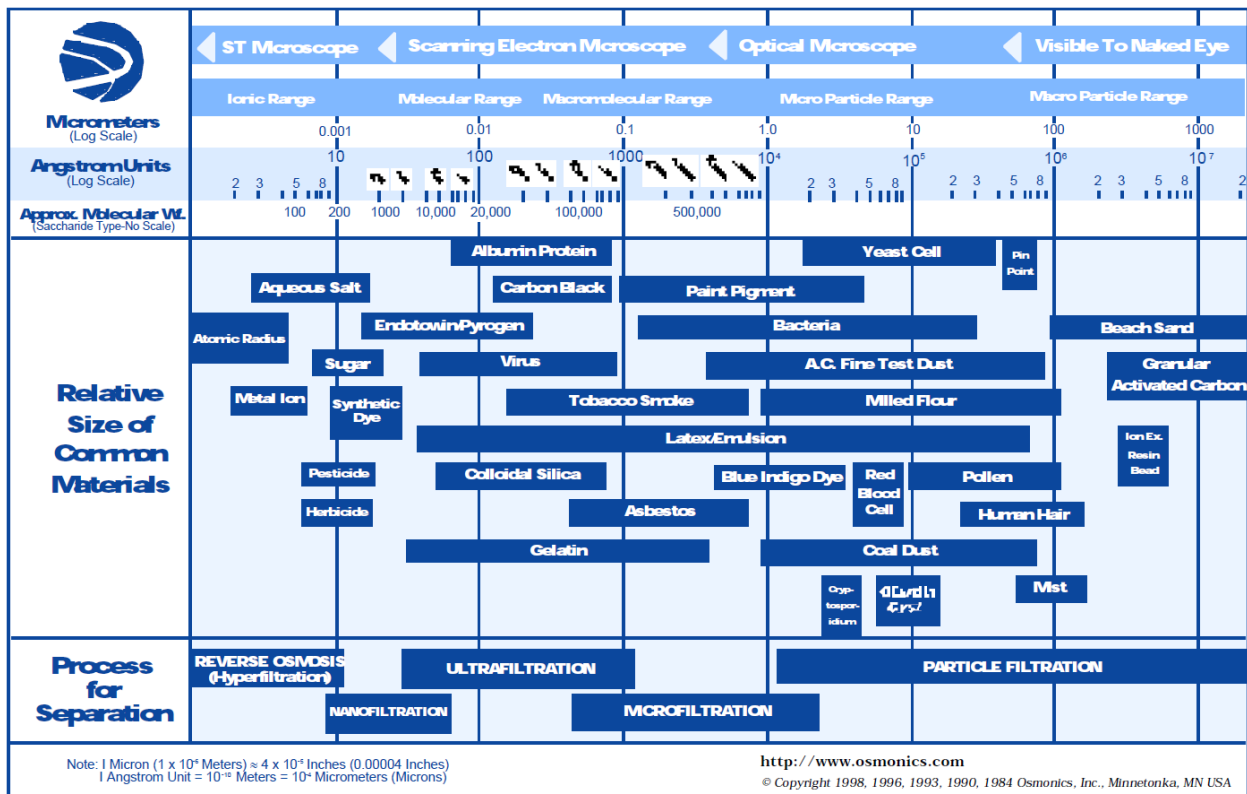 ST Microscope Scanning Electron Microscope Optical Microscope Visible To Naked Eye
Ionic Range Molecular Range Macromolecular Range Micro Particle Range Macro Particle Range
Micrometers
(Log Scale)
0.001 0.01 0.1 1.0 10 100 1000
Angstrom Units
(Log Scale)
10 100 1000 10⁴ 10⁵ 10⁶ 10⁷
2 3 5 8 2 3 5 8 2 3 5 8 2 3 5 8 2
Approx. Molecular Wt.
(Saccharide Type-No Scale)
100 200 1000 10,000 20,000 100,000 500,000
Relative
Size of
Common
Materials
Albumin Protein Yeast Cell Pin
Point
Aqueous Salt Carbon Black Paint Pigment
Atomic Radius Endotowin/Pyrogen Bacteria Beach Sand
Sugar Virus A.C. Fine Test Dust Granular
Activated Carbon
Metal Ion Synthetic
Dye
Tobacco Smoke Milled Flour
Latex/Emulsion Ion Ex.
Resin
Bead
Pesticide Colloidal Silica Blue Indigo Dye Red
Blood
Cell
Pollen
Herbicide Asbestos Human Hair
Gelatin Coal Dust
Cryp-
tospor-
idium
Mist
Process
for
Separation
REVERSE OSMOSIS
(Hyperfiltration)
ULTRAFILTRATION PARTICLE FILTRATION
NANOFILTRATION MICROFILTRATION
Note: I Micron (1 x 10⁻⁶ Meters) ≈ 4 x 10⁻⁵ Inches (0.00004 Inches)
I Angstrom Unit = 10⁻¹⁰ Meters = 10⁻⁴ Micrometers (Microns)
http://www.osmonics.com
© Copyright 1998, 1996, 1993, 1990, 1984 Osmonics, Inc., Minnetonka, MN USA